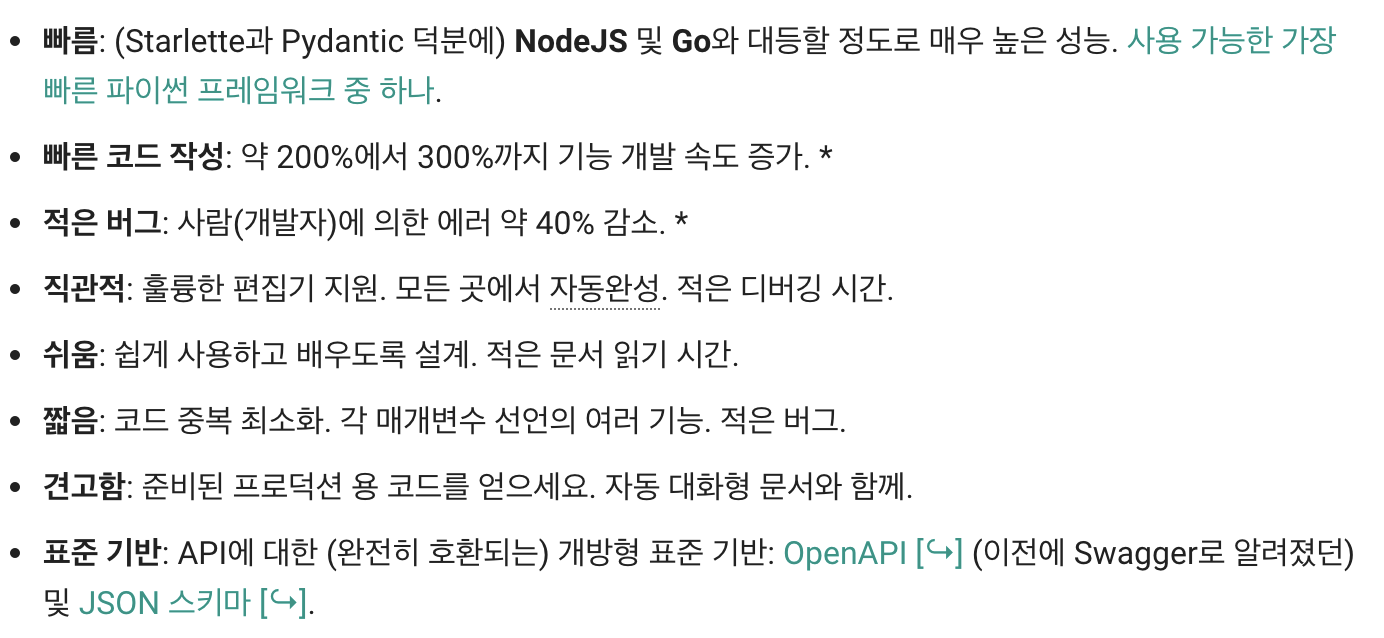 • 빠름: (Starlette과 Pydantic 덕분에) NodeJS 및 Go와 대등할 정도로 매우 높은 성능. 사용 가능한 가장
빠른 파이썬 프레임워크 중 하나.
• 빠른 코드 작성: 약 200%에서 300%까지 기능 개발 속도 증가. *
• 적은 버그: 사람(개발자)에 의한 에러 약 40% 감소. *
• 직관적: 훌륭한 편집기 지원. 모든 곳에서 자동완성. 적은 디버깅 시간.
• 쉬움: 쉽게 사용하고 배우도록 설계. 적은 문서 읽기 시간.
• 짧음: 코드 중복 최소화. 각 매개변수 선언의 여러 기능. 적은 버그.
• 견고함: 준비된 프로덕션 용 코드를 얻으세요. 자동 대화형 문서와 함께.
• 표준 기반: API에 대한 (완전히 호환되는) 개방형 표준 기반: OpenAPI [↪] (이전에 Swagger로 알려졌던)
및 JSON 스키마 [↪].